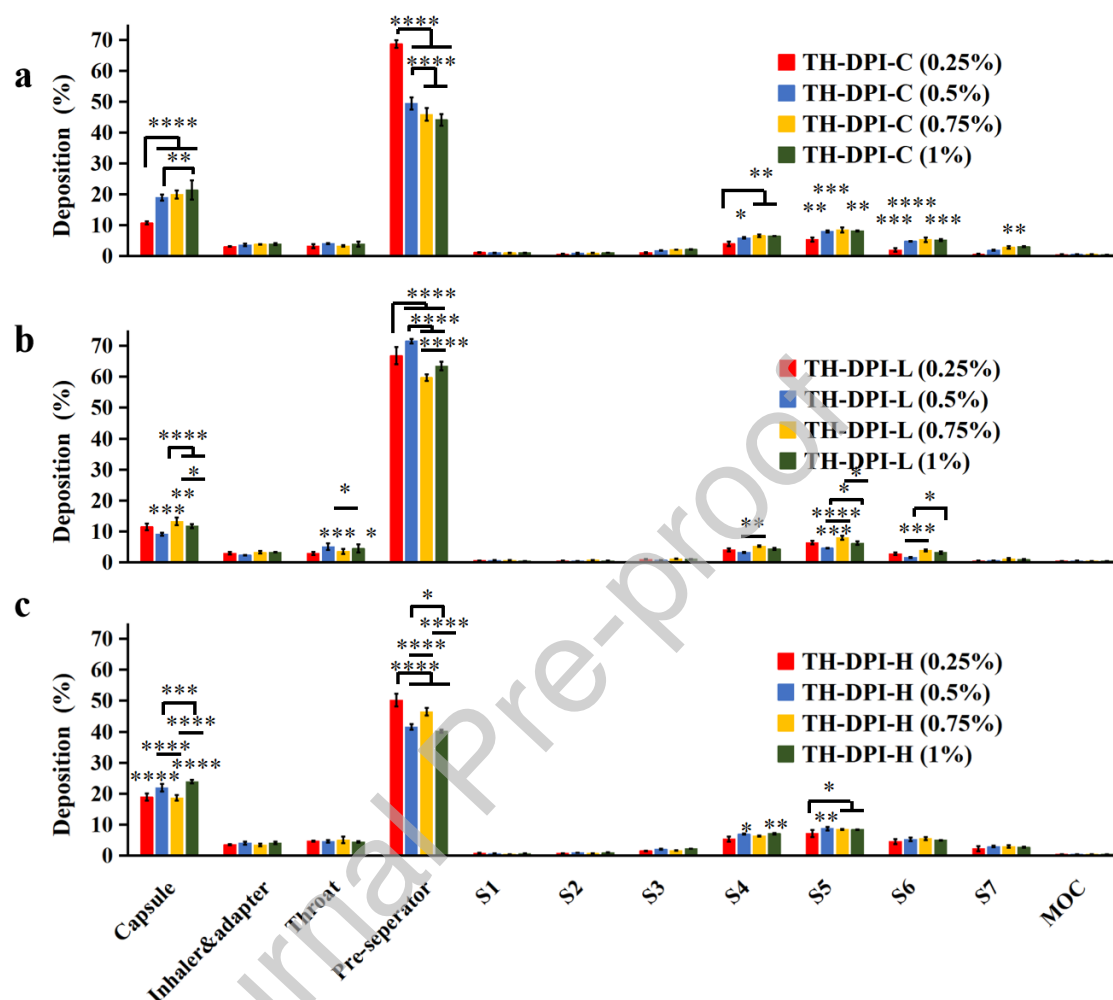 a
Deposition (%)
70
60
50
40
30
20
10
0
****
**
****
****
**
*
***
**
**
****
***
***
**
TH-DPI-C (0.25%)
TH-DPI-C (0.5%)
TH-DPI-C (0.75%)
TH-DPI-C (1%)
b
Deposition (%)
70
60
50
40
30
20
10
0
****
*
**
***
*
***
*
****
****
****
**
*
*
****
***
*
***
TH-DPI-L (0.25%)
TH-DPI-L (0.5%)
TH-DPI-L (0.75%)
TH-DPI-L (1%)
c
Deposition (%)
70
60
50
40
30
20
10
0
***
****
****
****
****
*
****
****
****
*
**
*
**
TH-DPI-H (0.25%)
TH-DPI-H (0.5%)
TH-DPI-H (0.75%)
TH-DPI-H (1%)
Capsule
Inhaler&adapter
Throat
Pre-seperator
S1
S2
S3
S4
S5
S6
S7
MOC
urnal Pre-proof